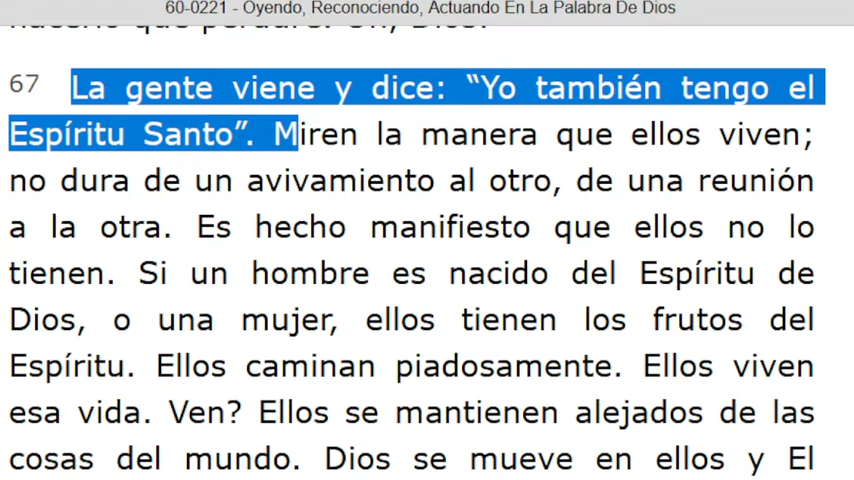 60-0221 - Oyendo, Reconociendo, Actuando En La Palabra De Dios
67 La gente viene y dice: “Yo también tengo el
Espíritu Santo”. Miren la manera que ellos viven;
no dura de un avivamiento al otro, de una reunión
a la otra. Es hecho manifiesto que ellos no lo
tienen. Si un hombre es nacido del Espíritu de
Dios, o una mujer, ellos tienen los frutos del
Espíritu. Ellos caminan piadosamente. Ellos viven
esa vida. Ven? Ellos se mantienen alejados de las
cosas del mundo. Dios se mueve en ellos y El